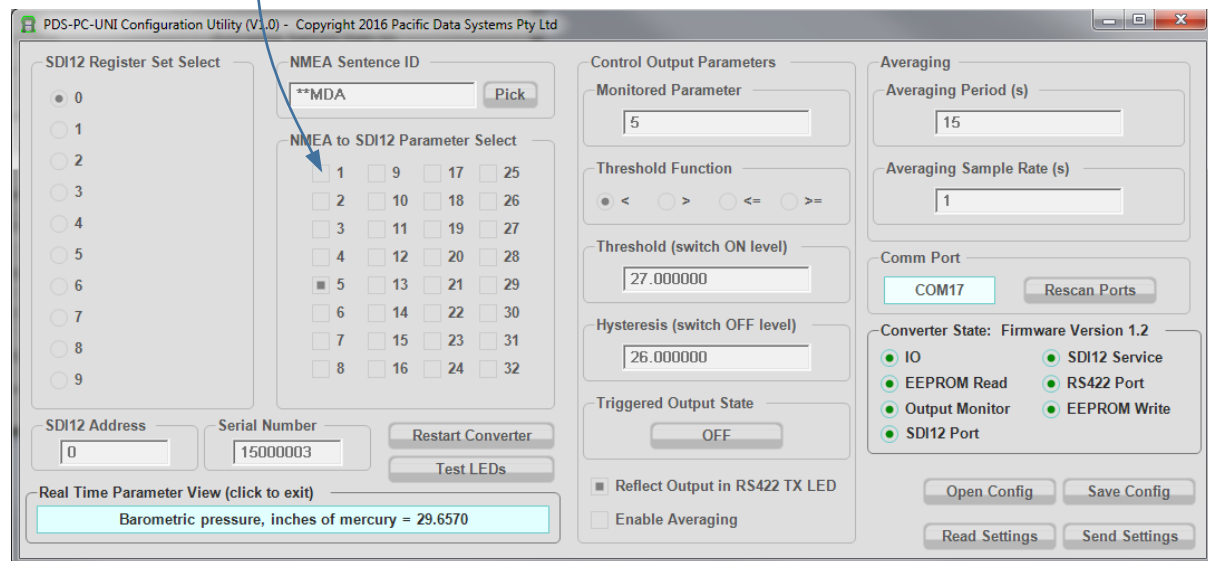 PDS-PC-UNI Configuration Utility (V1.0) - Copyright 2016 Pacific Data Systems Pty Ltd
SDI12 Register Set Select
0
1
2
3
4
5
6
7
8
9
NMEA Sentence ID
**MDA
Pick
NMEA to SDI12 Parameter Select
1 9 17 25
2 10 18 26
3 11 19 27
4 12 20 28
5 13 21 29
6 14 22 30
7 15 23 31
8 16 24 32
SDI12 Address
0
Serial Number
15000003
Restart Converter
Test LEDs
Real Time Parameter View (click to exit)
Barometric pressure, inches of mercury = 29.6570
Control Output Parameters
Monitored Parameter
5
Threshold Function
< > <= >=
Threshold (switch ON level)
27.000000
Hysteresis (switch OFF level)
26.000000
Triggered Output State
OFF
Reflect Output in RS422 TX LED
Enable Averaging
Averaging
Averaging Period (s)
15
Averaging Sample Rate (s)
1
Comm Port
COM17
Rescan Ports
Converter State: Firmware Version 1.2
IO SDI12 Service
EEPROM Read RS422 Port
Output Monitor EEPROM Write
SDI12 Port
Open Config Save Config
Read Settings Send Settings